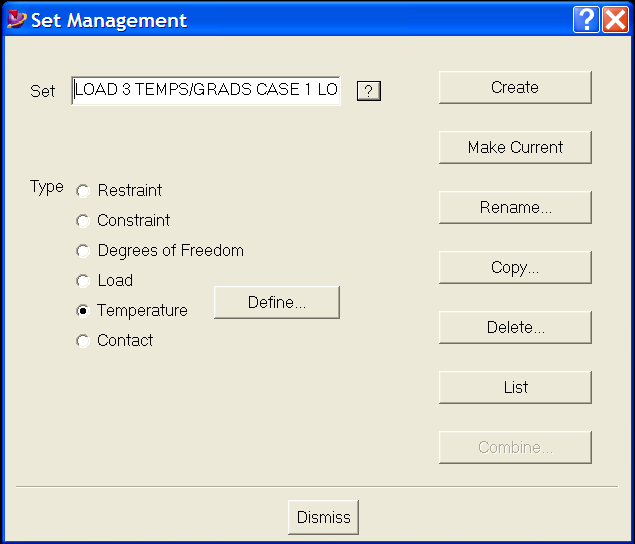 Set Management
Set
LOAD 3 TEMPS/GRADS CASE 1 LO
?
Create
Make Current
Type
Restraint
Rename...
Constraint
Degrees of Freedom
Copy...
Load
Define...
Temperature
Delete...
Contact
List
Combine...
Dismiss